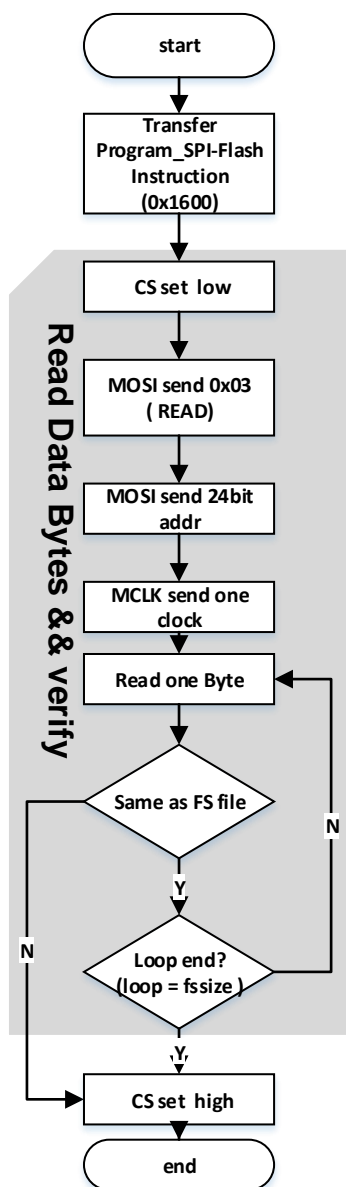 start
Transfer
Program_SPI-Flash
Instruction
(0x1600)
CS set low
Read Data Bytes && verify
MOSI send 0x03
( READ)
MOSI send 24bit
addr
MCLK send one
clock
Read one Byte
Same as FS file
N
Y
N
Loop end?
(loop = fssize )
Y
CS set high
end